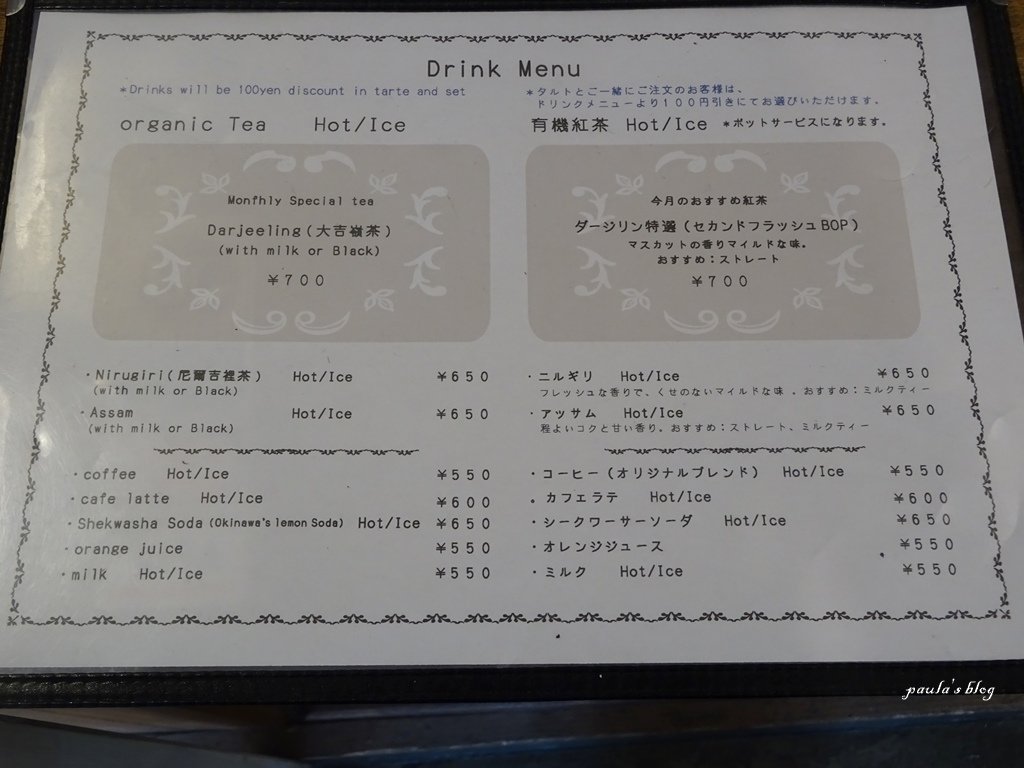 Drink Menu
*Drinks will be 100yen discount in tarte and set
organic Tea Hot/Ice
Monfhly Special tea
Darjeeling(大吉嶺茶)
(with milk or Black)
¥700
・Nirugiri(尼爾吉裡茶) Hot/Ice ¥650
(with milk or Black)
・Assam Hot/Ice ¥650
(with milk or Black)
・coffee Hot/Ice ¥550
・cafe latte Hot/Ice ¥600
・Shekwasha Soda(Okinawa's lemon Soda) Hot/Ice ¥650
・orange juice ¥550
・milk Hot/Ice ¥550
*タルトとご一緒にご注文のお客様は、
ドリンクメニューより100円引きにてお選びいただけます。
有機紅茶 Hot/Ice *ポットサービスになります。
今月のおすすめ紅茶
ダージリン特選(セカンドフラッシュBOP)
マスカットの香りマイルドな味。
おすすめ:ストレート
¥700
・ニルギリ Hot/Ice ¥650
フレッシュな香りで、くせのないマイルドな味 。おすすめ:ミルクティー
・アッサム Hot/Ice ¥650
程よいコクと甘い香り。おすすめ:ストレート、ミルクティー
・コーヒー(オリジナルブレンド) Hot/Ice ¥550
。カフェラテ Hot/Ice ¥600
・シークワーサーソーダ Hot/Ice ¥650
・オレンジジュース ¥550
・ミルク Hot/Ice ¥550
paula's blog